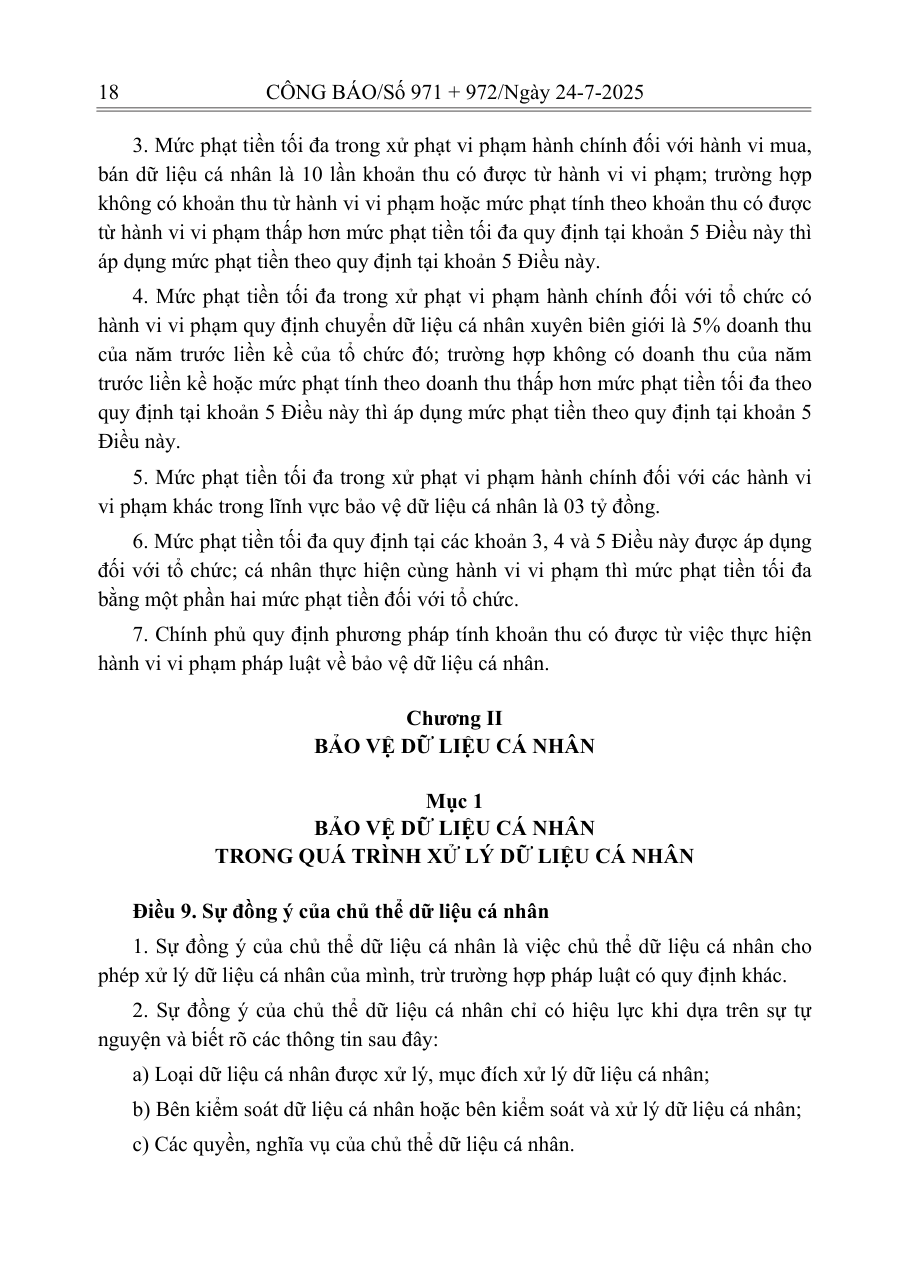 18 CÔNG BÁO/Số 971 + 972/Ngày 24-7-2025
3. Mức phạt tiền tối đa trong xử phạt vi phạm hành chính đối với hành vi mua,
bán dữ liệu cá nhân là 10 lần khoản thu có được từ hành vi vi phạm; trường hợp
không có khoản thu từ hành vi vi phạm hoặc mức phạt tính theo khoản thu có được
từ hành vi vi phạm thấp hơn mức phạt tiền tối đa quy định tại khoản 5 Điều này thì
áp dụng mức phạt tiền theo quy định tại khoản 5 Điều này.
4. Mức phạt tiền tối đa trong xử phạt vi phạm hành chính đối với tổ chức có
hành vi vi phạm quy định chuyển dữ liệu cá nhân xuyên biên giới là 5% doanh thu
của năm trước liền kề của tổ chức đó; trường hợp không có doanh thu của năm
trước liền kề hoặc mức phạt tính theo doanh thu thấp hơn mức phạt tiền tối đa theo
quy định tại khoản 5 Điều này thì áp dụng mức phạt tiền theo quy định tại khoản 5
Điều này.
5. Mức phạt tiền tối đa trong xử phạt vi phạm hành chính đối với các hành vi
vi phạm khác trong lĩnh vực bảo vệ dữ liệu cá nhân là 03 tỷ đồng.
6. Mức phạt tiền tối đa quy định tại các khoản 3, 4 và 5 Điều này được áp dụng
đối với tổ chức; cá nhân thực hiện cùng hành vi vi phạm thì mức phạt tiền tối đa
bằng một phần hai mức phạt tiền đối với tổ chức.
7. Chính phủ quy định phương pháp tính khoản thu có được từ việc thực hiện
hành vi vi phạm pháp luật về bảo vệ dữ liệu cá nhân.
Chương II
BẢO VỆ DỮ LIỆU CÁ NHÂN
Mục 1
BẢO VỆ DỮ LIỆU CÁ NHÂN
TRONG QUÁ TRÌNH XỬ LÝ DỮ LIỆU CÁ NHÂN
Điều 9. Sự đồng ý của chủ thể dữ liệu cá nhân
1. Sự đồng ý của chủ thể dữ liệu cá nhân là việc chủ thể dữ liệu cá nhân cho
phép xử lý dữ liệu cá nhân của mình, trừ trường hợp pháp luật có quy định khác.
2. Sự đồng ý của chủ thể dữ liệu cá nhân chỉ có hiệu lực khi dựa trên sự tự
nguyện và biết rõ các thông tin sau đây:
a) Loại dữ liệu cá nhân được xử lý, mục đích xử lý dữ liệu cá nhân;
b) Bên kiểm soát dữ liệu cá nhân hoặc bên kiểm soát và xử lý dữ liệu cá nhân;
c) Các quyền, nghĩa vụ của chủ thể dữ liệu cá nhân.